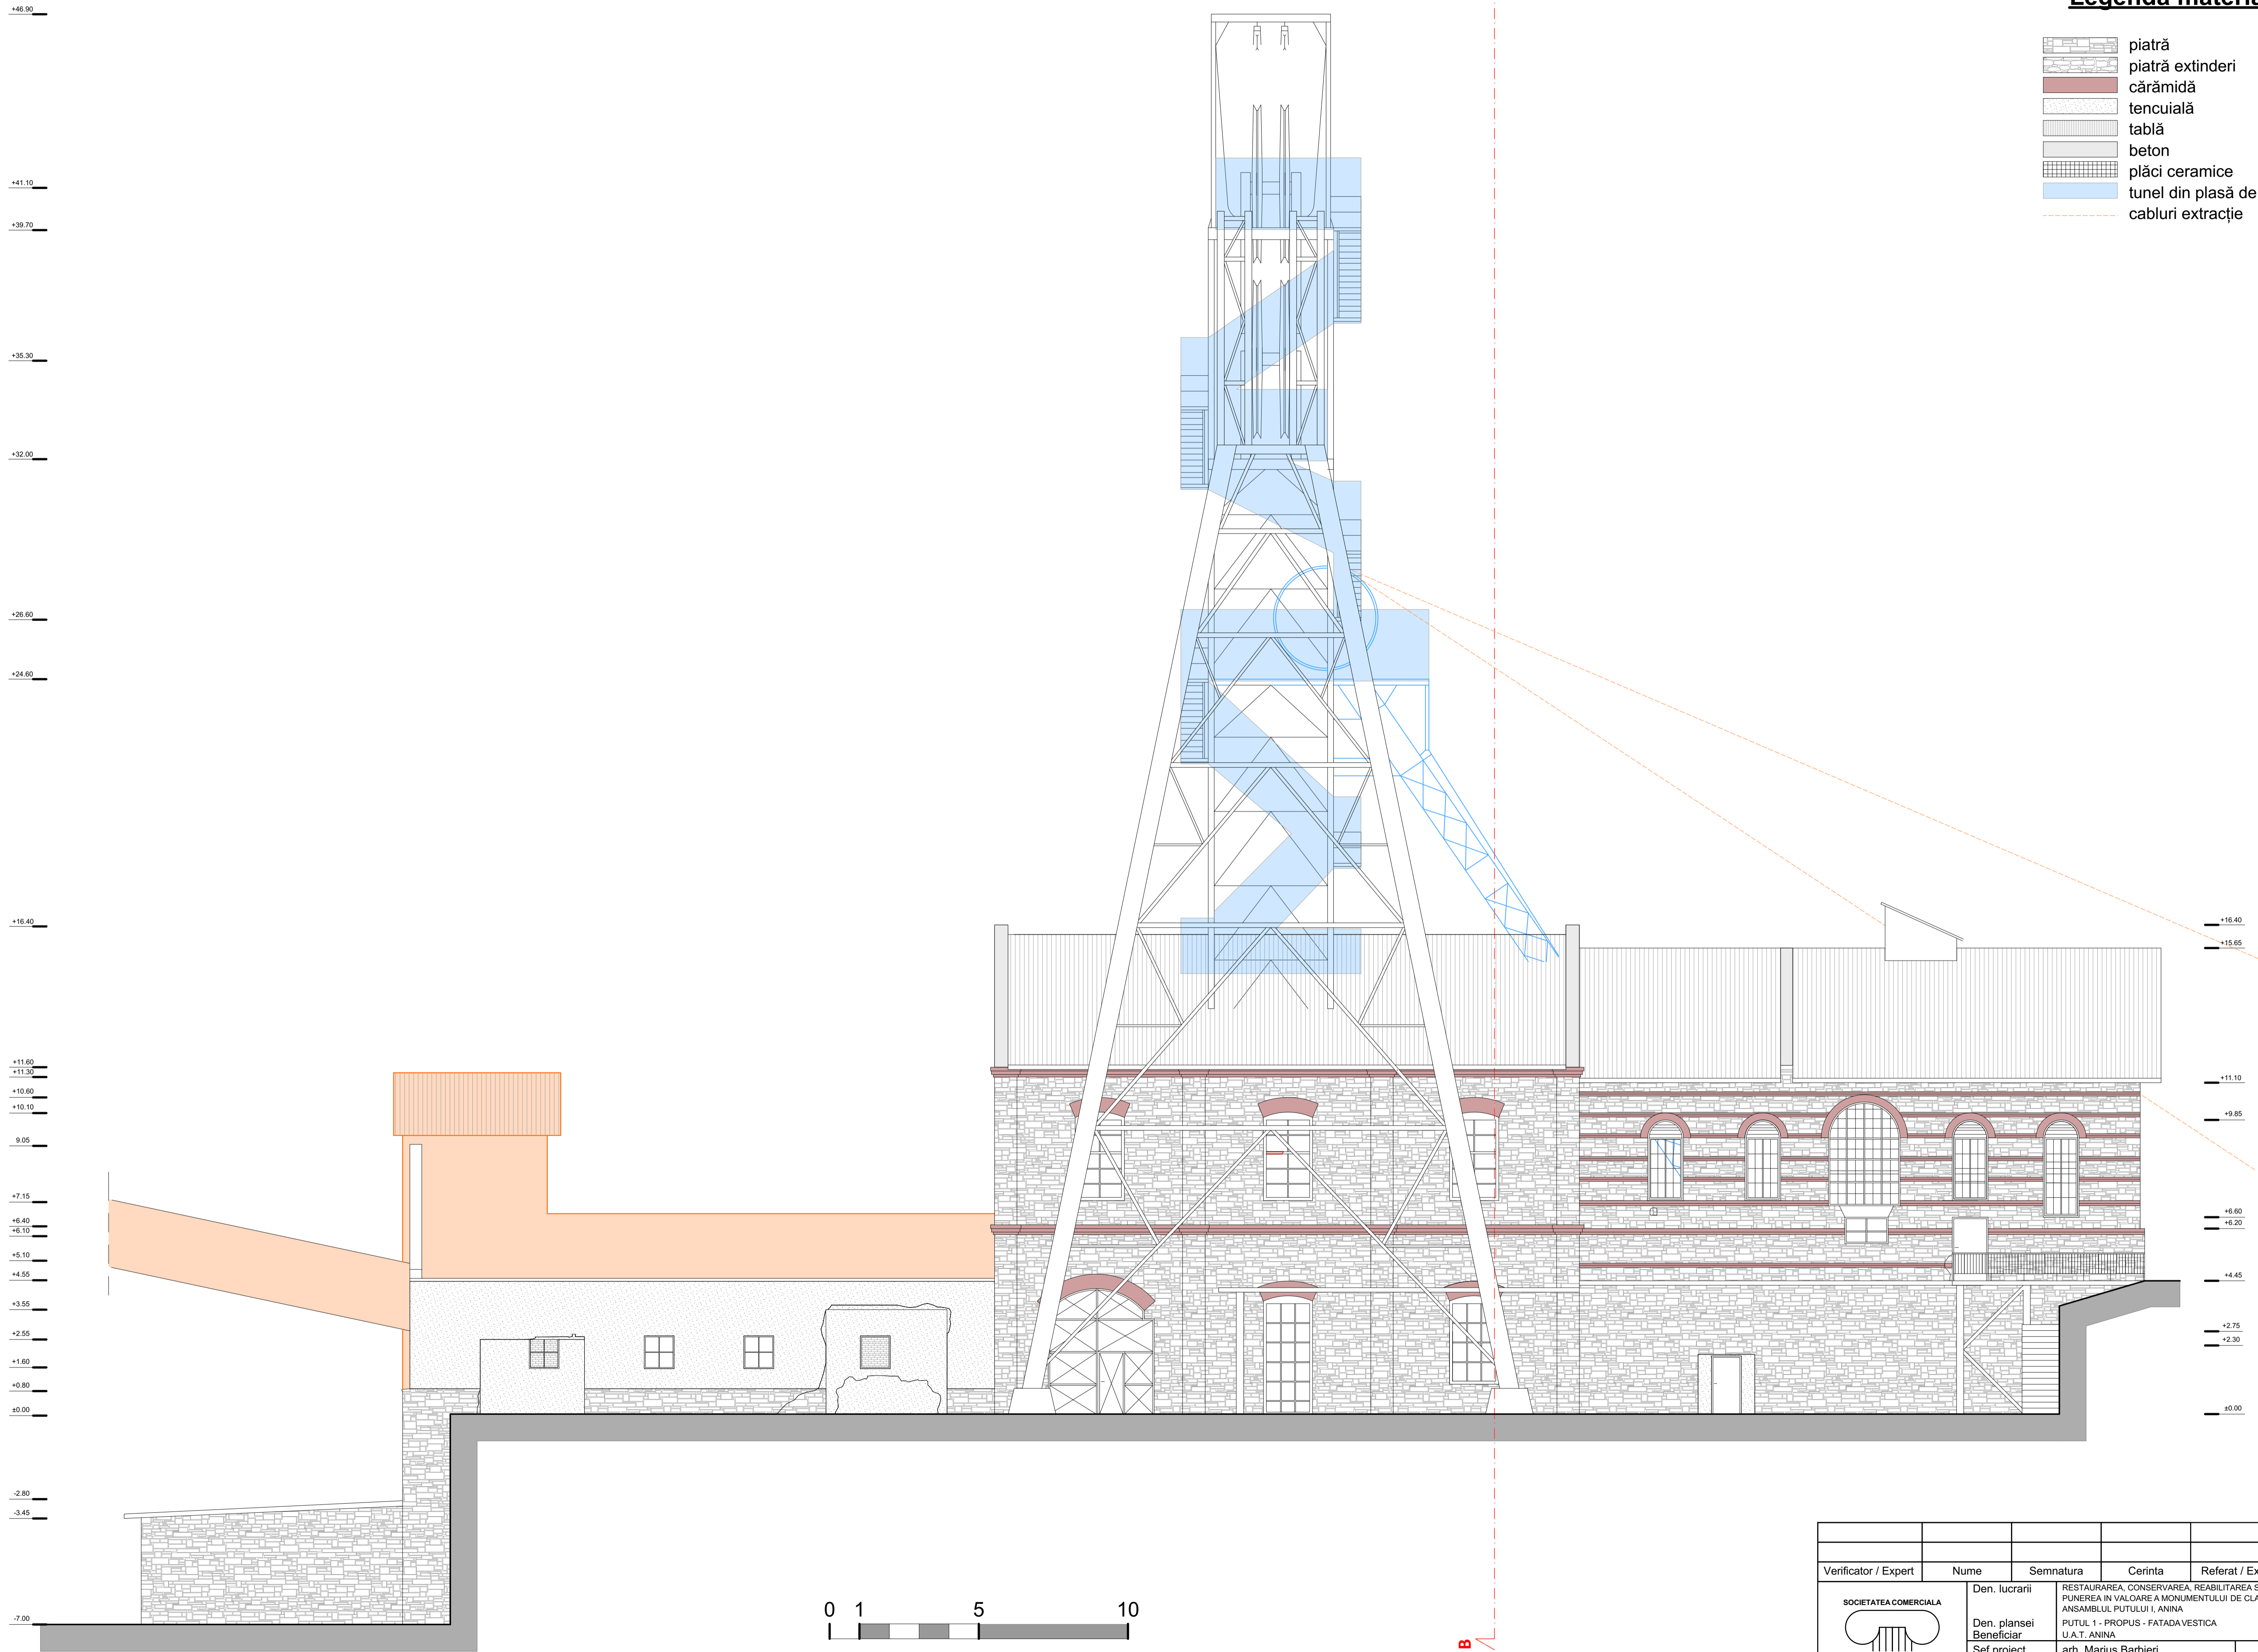 Legenda materia
piatră
piatră extinderi
cărămidă
tencuială
tablă
beton
plăci ceramice
tunel din plasă de
cabluri extracție
+46.90
+41.10
+39.70
+35.30
+32.00
+26.60
+24.60
+16.40
+11.60
+11.30
+10.60
+10.10
9.05
+7.15
+6.40
+6.10
+5.10
+4.55
+3.55
+2.55
+1.60
+0.80
±0.00
-2.80
-3.45
-7.00
+16.40
+15.65
+11.10
+9.85
+6.60
+6.20
+4.45
+2.75
+2.30
±0.00
0 1 5 10
B
Verificator / Expert Nume Semnatura Cerinta Referat / Ex
SOCIETATEA COMERCIALA
Den. lucrarii
RESTAURAREA, CONSERVAREA, REABILITAREA S
PUNEREA IN VALOARE A MONUMENTULUI DE CLA
ANSAMBLUL PUTULUI I, ANINA
Den. plansei PUTUL 1 - PROPUS - FATADA VESTICA
Beneficiar U.A.T. ANINA
Sef proiect arh. Marius Barbieri